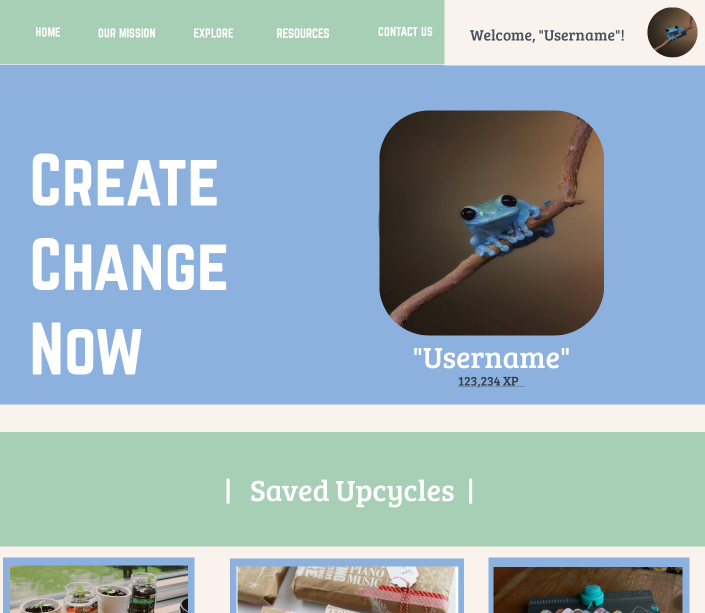 HOME OUR MISSION EXPLORE RESOURCES CONTACT US
Welcome, "Username"!
CREATE
CHANGE
NOW
"Username"
123,234 XP
| Saved Upcycles |
PIANO
MUSIC